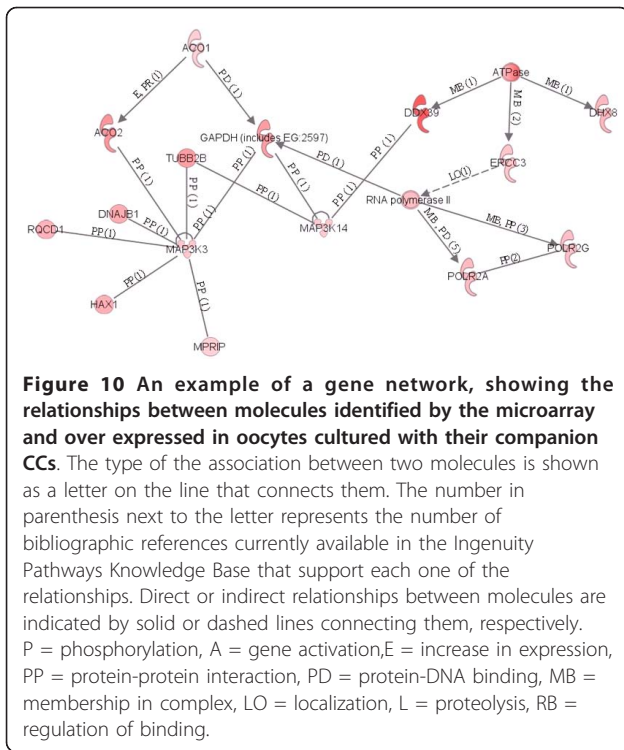 ACO1
E, PR (1)
PD (1)
ATPase
MB (1)
MB (1)
ACO2
GAPDH (includes EG:2597)
DDX39
MB (2)
DHX8
TUBB2B
PP (1)
PP (1)
PP (1)
PP (1)
PP (1)
PD (1)
PP (1)
LO(1)
ERCC3
DNAJB1
PP (1)
RQCD1
PP (1)
MAP3K3
MAP3K14
RNA polymerase II
MB, PD (5)
MB, PP (3)
POLR2G
PP(2)
POLR2A
PP (1)
HAX1
PP (1)
MPRIP
Figure 10 An example of a gene network, showing the
relationships between molecules identified by the microarray
and over expressed in oocytes cultured with their companion
CCs. The type of the association between two molecules is shown
as a letter on the line that connects them. The number in
parenthesis next to the letter represents the number of
bibliographic references currently available in the Ingenuity
Pathways Knowledge Base that support each one of the
relationships. Direct or indirect relationships between molecules are
indicated by solid or dashed lines connecting them, respectively.
P = phosphorylation, A = gene activation,E = increase in expression,
PP = protein-protein interaction, PD = protein-DNA binding, MB =
membership in complex, LO = localization, L = proteolysis, RB =
regulation of binding.